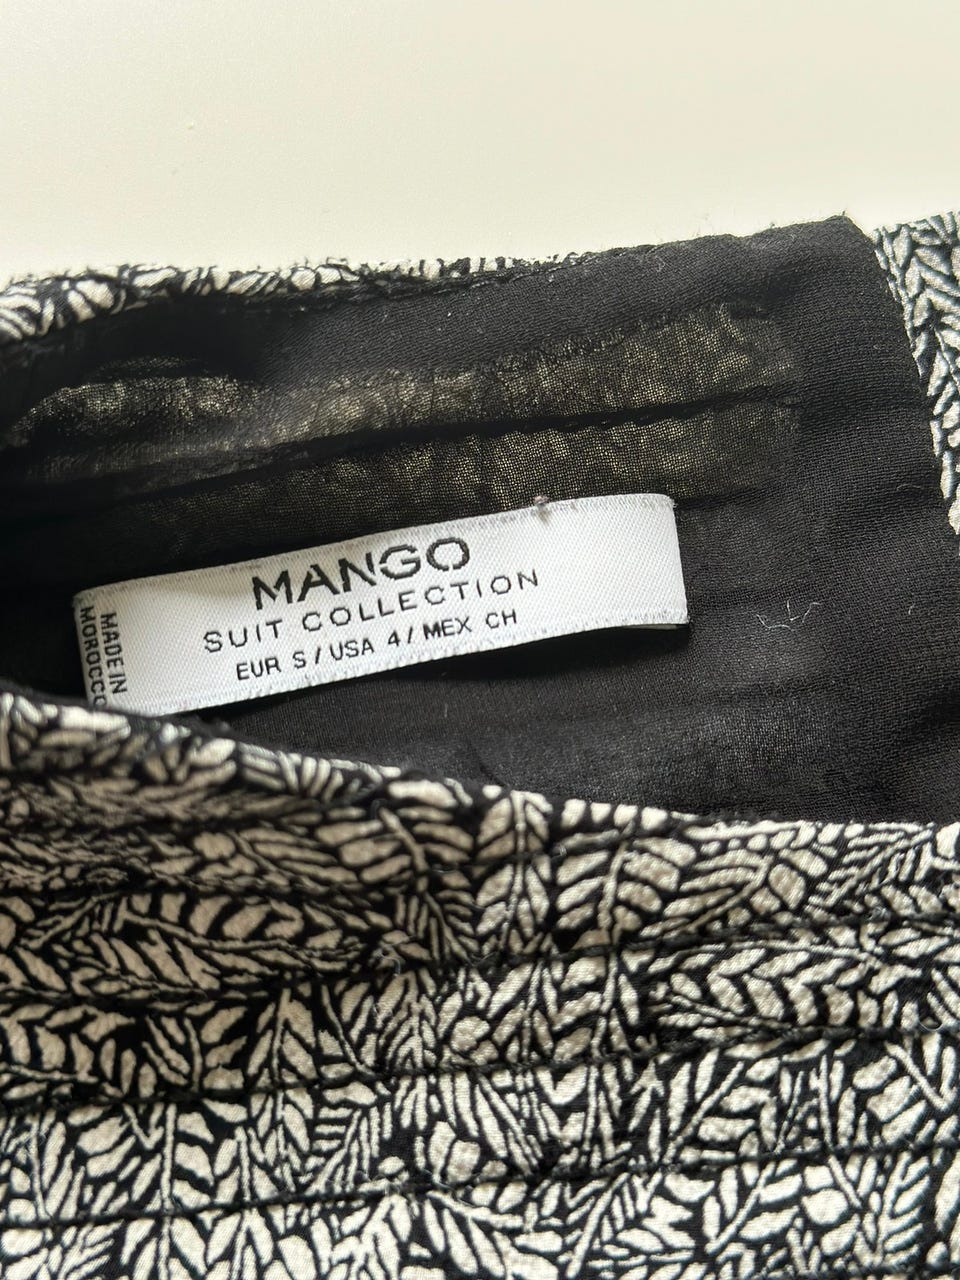 MANGO
SUIT COLLECTION
EUR S / USA 4 / MEX CH
MADE IN
MOROCCO